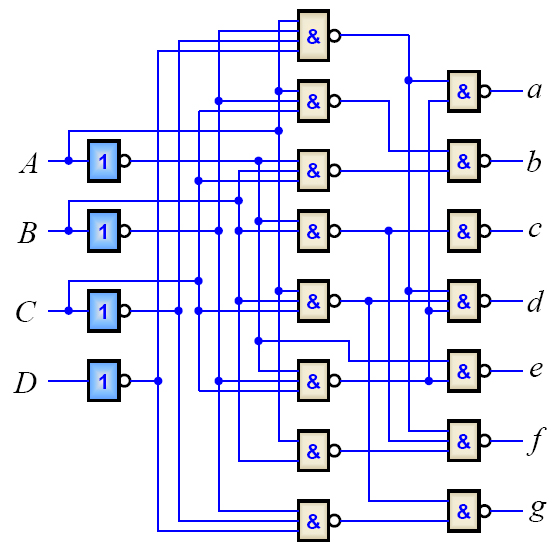 &
& a
&
A 1 & b
B 1 & & c
C 1 & & d
D 1 & & e
& & f
& & g